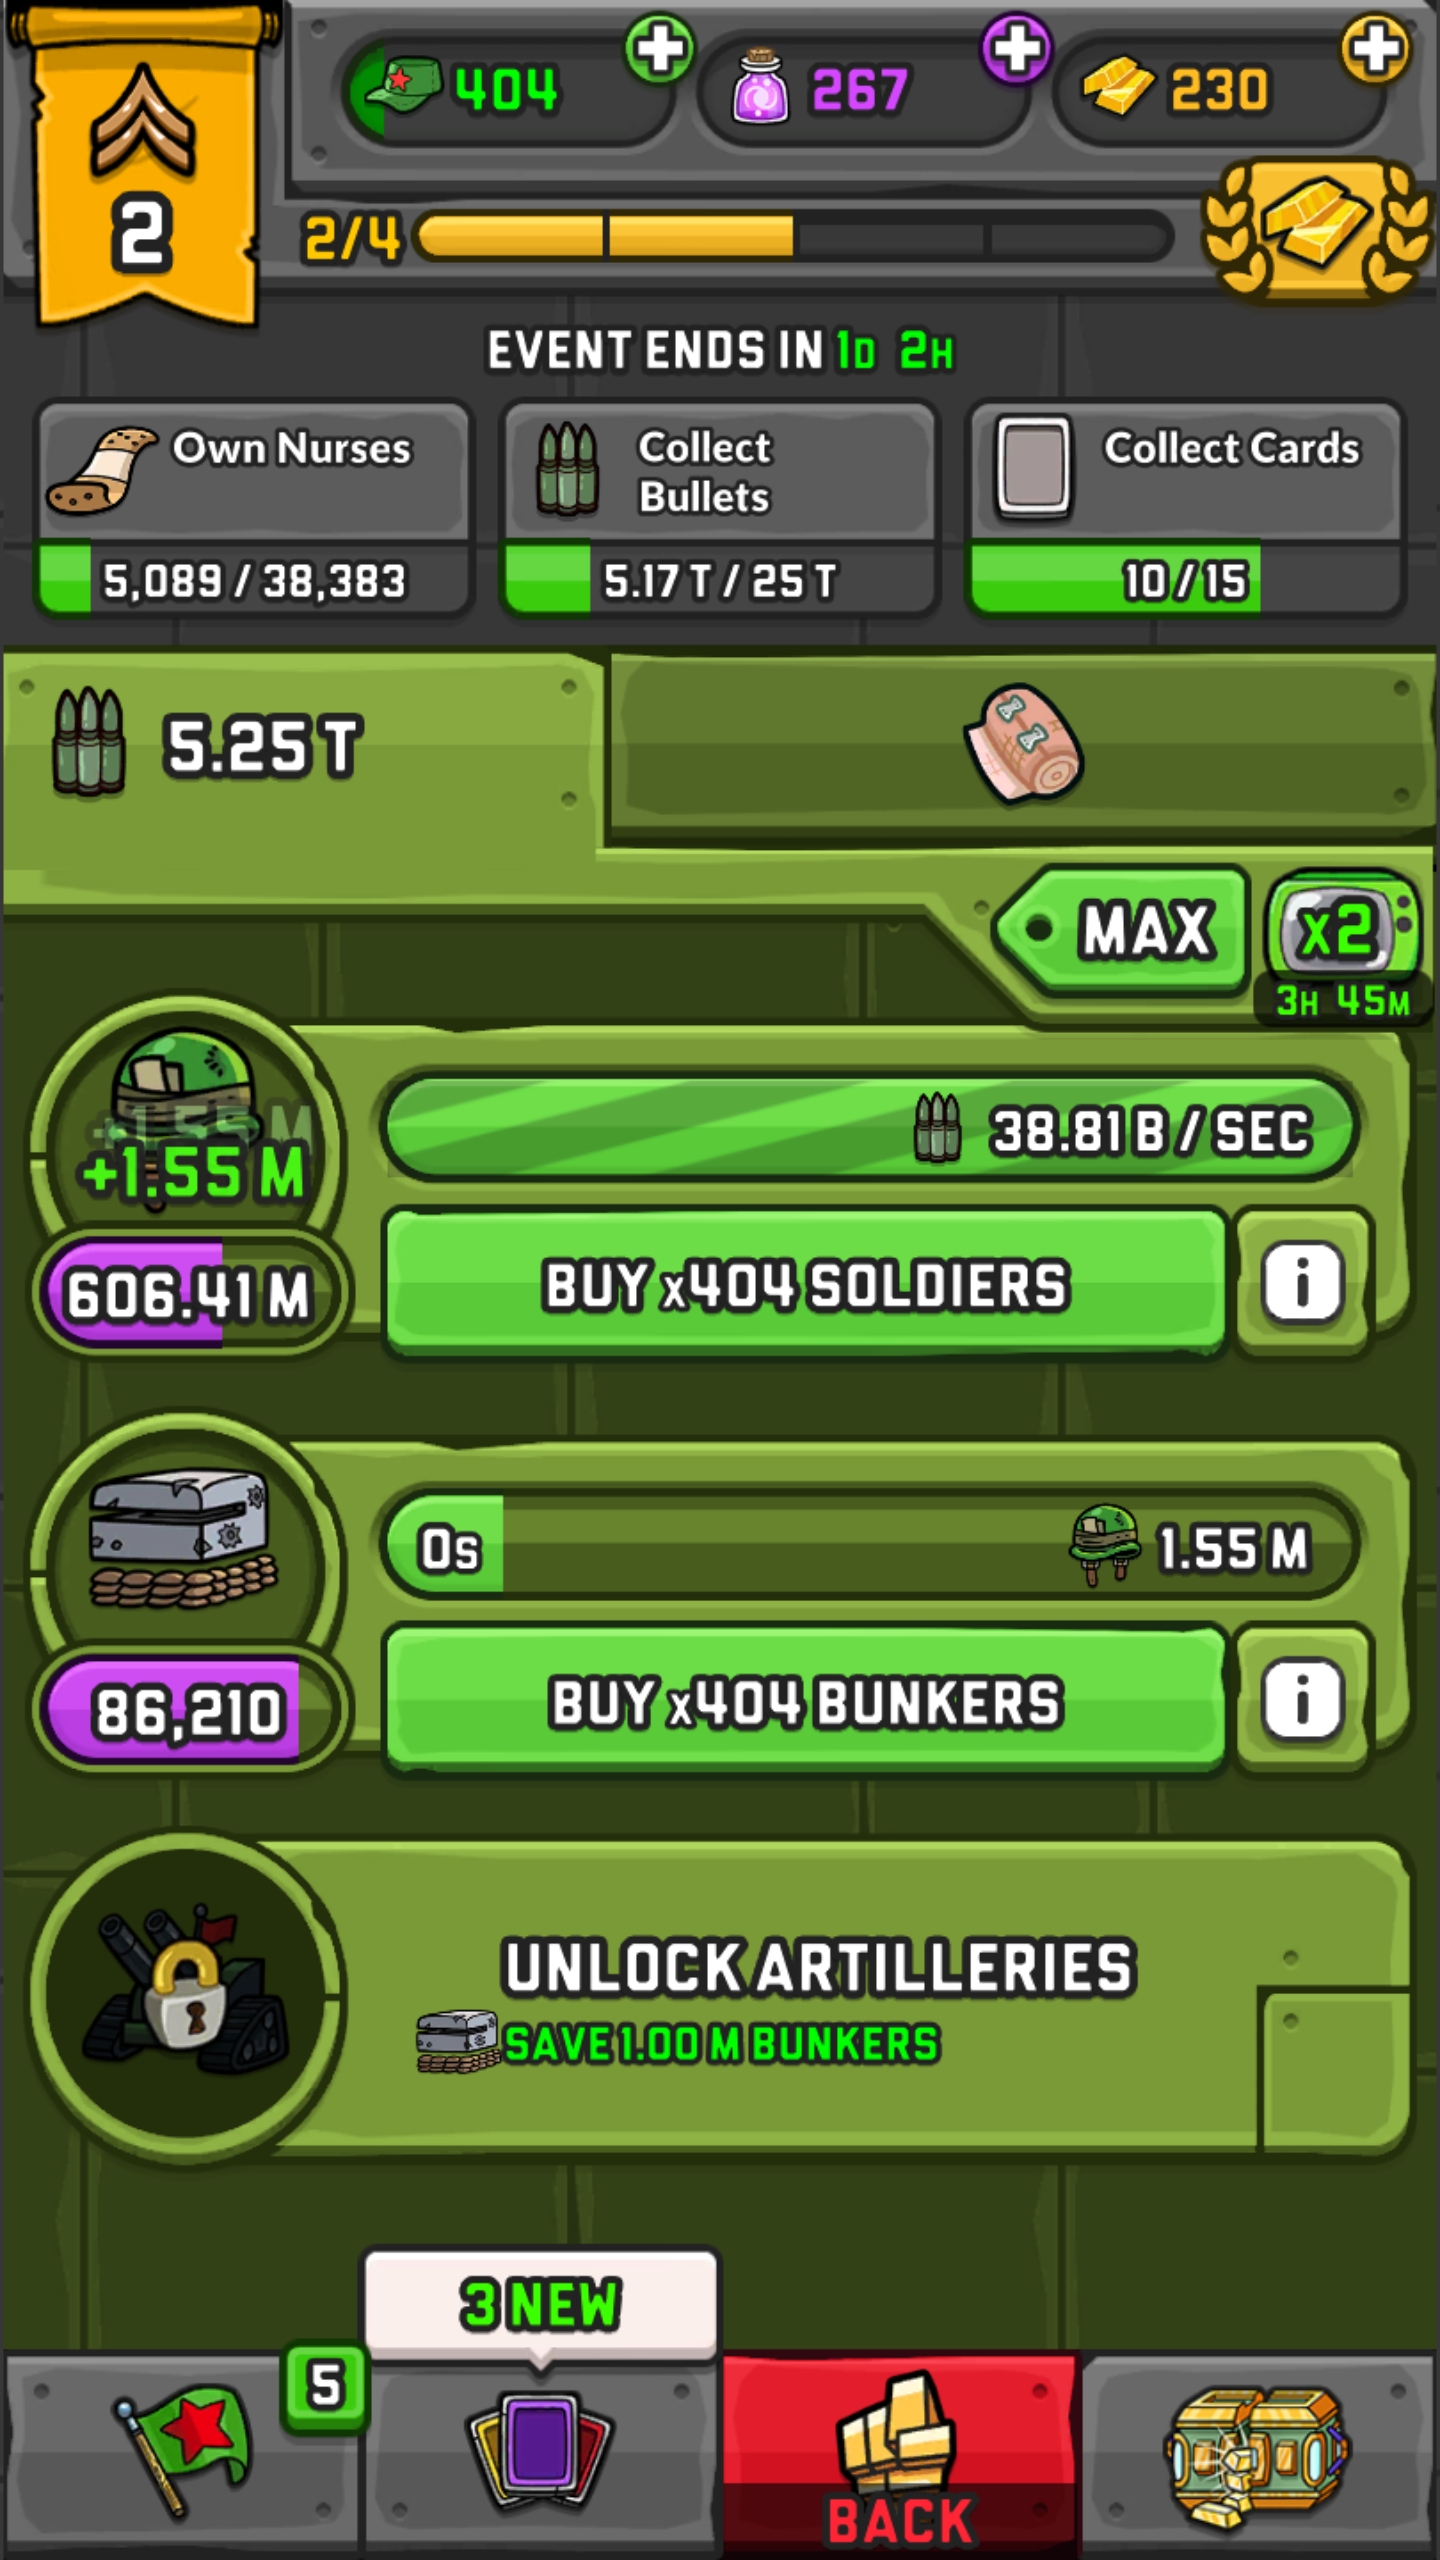 404
267
230
2
2/4
EVENT ENDS IN 1D 2H
Own Nurses
5,089 / 38,383
Collect
Bullets
5.17 T / 25 T
Collect Cards
10 / 15
5.25 T
MAX
x2
3H 45M
+1.55 M
+1.55 M
38.81 B / SEC
606.41 M
BUY x404 SOLDIERS
i
0s
1.55 M
86,210
BUY x404 BUNKERS
i
UNLOCK ARTILLERIES
SAVE 1.00 M BUNKERS
3 NEW
5
BACK